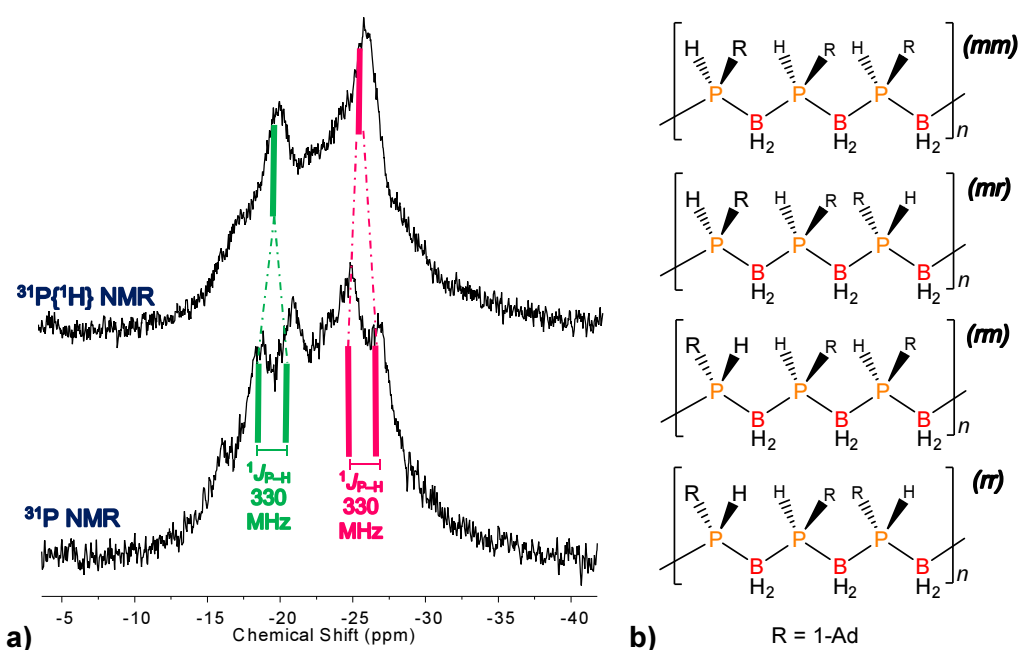 ³¹P{¹H} NMR
³¹P NMR
¹J_P–H
330
MHz
¹J_P–H
330
MHz
-5 -10 -15 -20 -25 -30 -35 -40
Chemical Shift (ppm)
a)
H R H R H R (mm)
P P P
B B B
H₂ H₂ H₂ n
H R H R R H (mr)
P P P
B B B
H₂ H₂ H₂ n
R H H R H R (rm)
P P P
B B B
H₂ H₂ H₂ n
R H H R R H (rr)
P P P
B B B
H₂ H₂ H₂ n
b)
R = 1-Ad